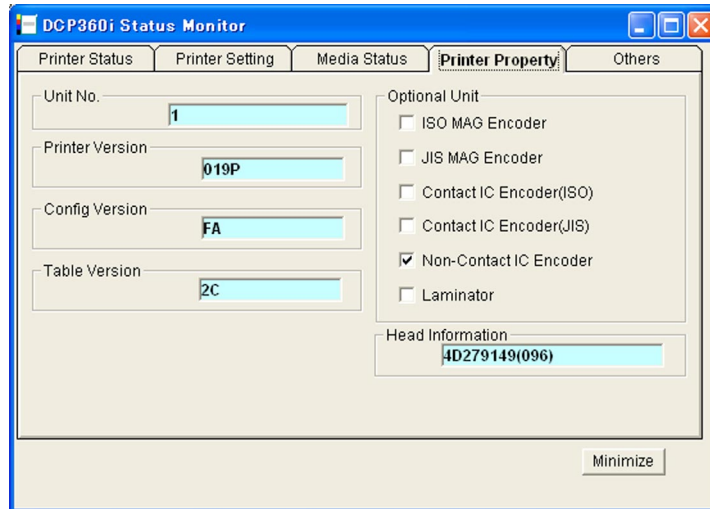 DCP360i Status Monitor
Printer Status Printer Setting Media Status Printer Property Others
Unit No.
1
Printer Version
019P
Config Version
FA
Table Version
2C
Optional Unit
ISO MAG Encoder
JIS MAG Encoder
Contact IC Encoder(ISO)
Contact IC Encoder(JIS)
Non-Contact IC Encoder
Laminator
Head Information
4D279149(096)
Minimize